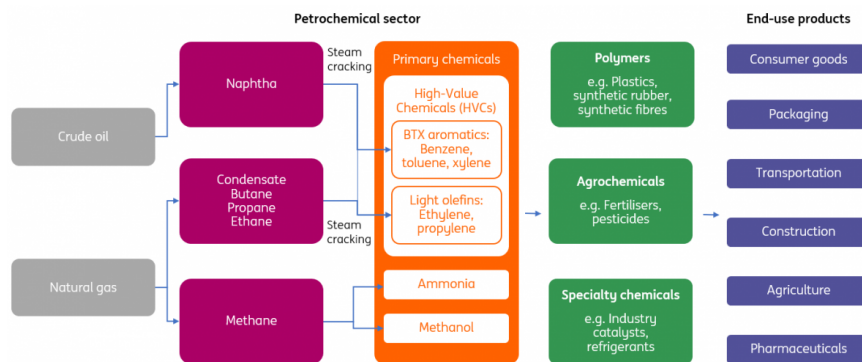 Petrochemical sector
End-use products
Crude oil
Natural gas
Naphtha
Condensate
Butane
Propane
Ethane
Methane
Steam
cracking
Steam
cracking
Primary chemicals
High-Value
Chemicals (HVCs)
BTX aromatics:
Benzene,
toluene, xylene
Light olefins:
Ethylene,
propylene
Ammonia
Methanol
Polymers
e.g. Plastics,
synthetic rubber,
synthetic fibres
Agrochemicals
e.g. Fertilisers,
pesticides
Specialty chemicals
e.g. Industry
catalysts,
refrigerants
Consumer goods
Packaging
Transportation
Construction
Agriculture
Pharmaceuticals